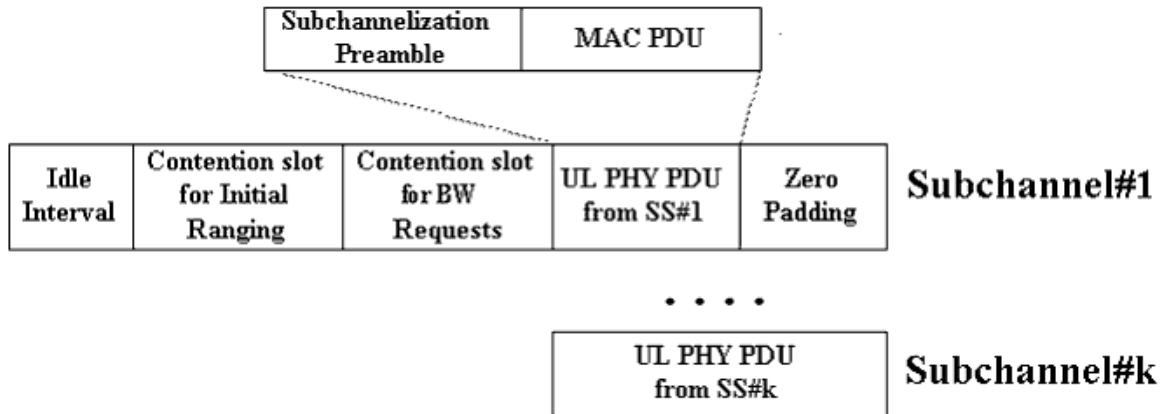 Subchannelization
Preamble
MAC PDU
Idle
Interval
Contention slot
for Initial
Ranging
Contention slot
for BW
Requests
UL PHY PDU
from SS#1
Zero
Padding
Subchannel#1
. . . .
UL PHY PDU
from SS#k
Subchannel#k